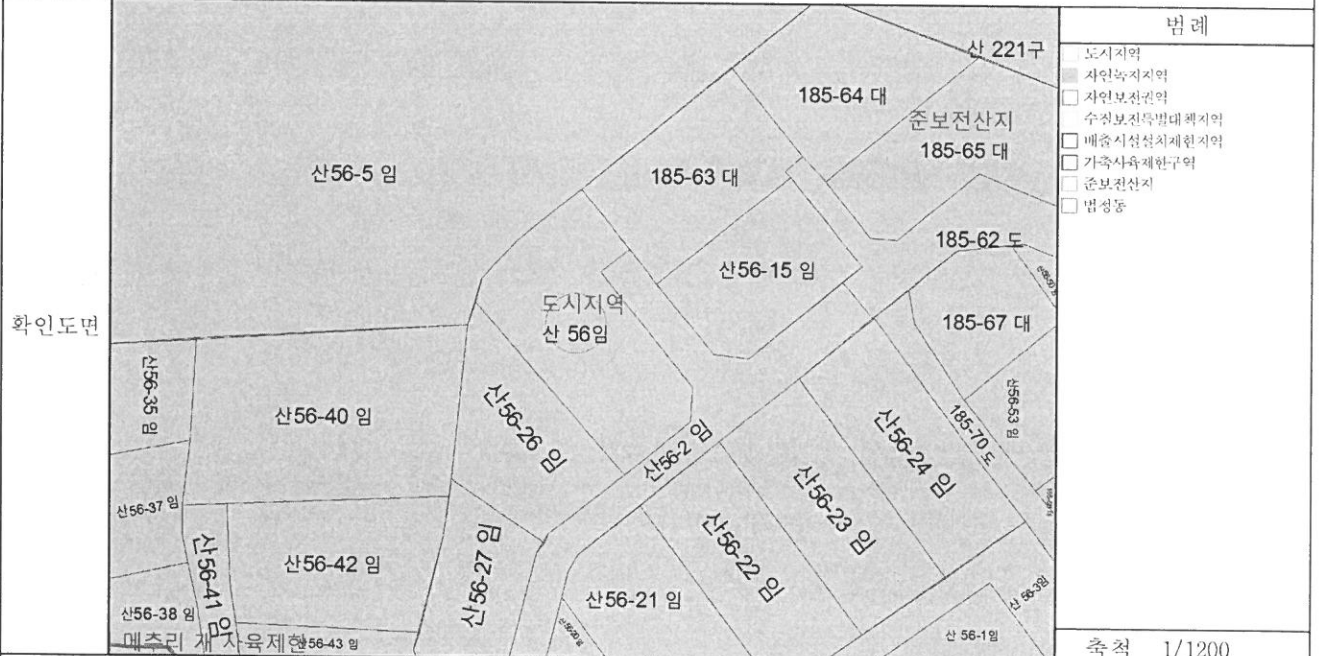 확인도면
산 221구
185-64 대
준보전산지
185-65 대
185-63 대
산56-5 임
185-62 도
산56-15 임
도시지역
산 56임
185-67 대
산56-35 임
산56-40 임
산56-26 임
산56-2 임
산56-24 임
185-70 도
산56-53 임
산56-23 임
산56-37 임
산56-41 임
산56-42 임
산56-27 임
산56-22 임
산56-21 임
산 56-3임
산56-38 임
산56-43 임
산 56-1임
범례
도시지역
자연녹지지역
자연보전권역
수질보전특별대책지역
배출시설설치제한지역
가축사육제한구역
준보전산지
법정동
축척 1/1200